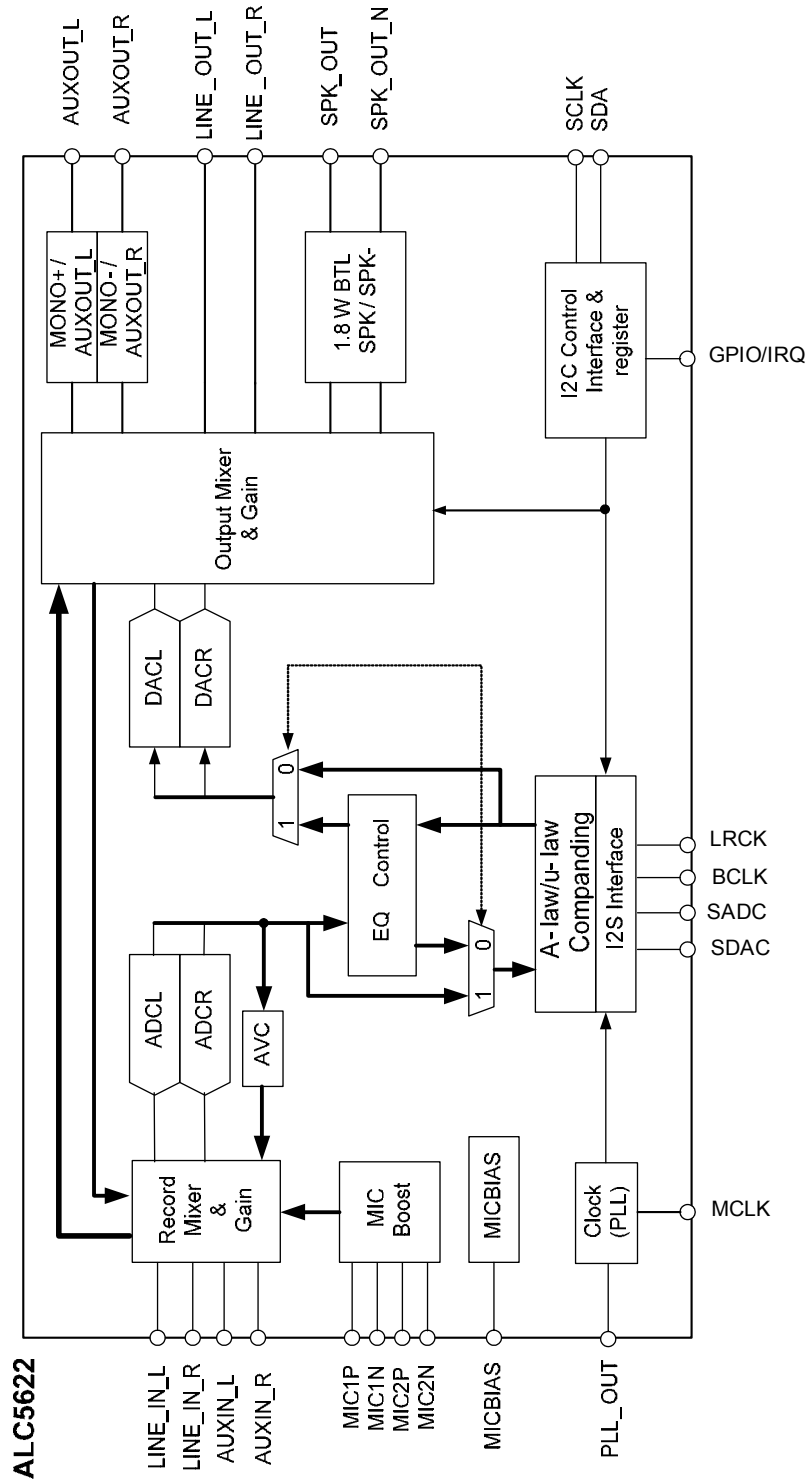 ALC5622
LINE_IN_L
LINE_IN_R
AUXIN_L
AUXIN_R
MIC1P
MIC1N
MIC2P
MIC2N
MICBIAS
PLL_OUT
Record
Mixer
&
Gain
MIC
Boost
MICBIAS
Clock
(PLL)
MCLK
ADCL
ADCR
AVC
EQ Control
1 0
1 0
A-law/u-law
Companding
I2S Interface
LRCK
BCLK
SADC
SDAC
DACL
DACR
Output Mixer
& Gain
MONO+/
AUXOUT_L
MONO-/
AUXOUT_R
1.8 W BTL
SPK/ SPK-
I2C Control
Interface &
register
GPIO/IRQ
AUXOUT_L
AUXOUT_R
LINE_OUT_L
LINE_OUT_R
SPK_OUT
SPK_OUT_N
SCLK
SDA